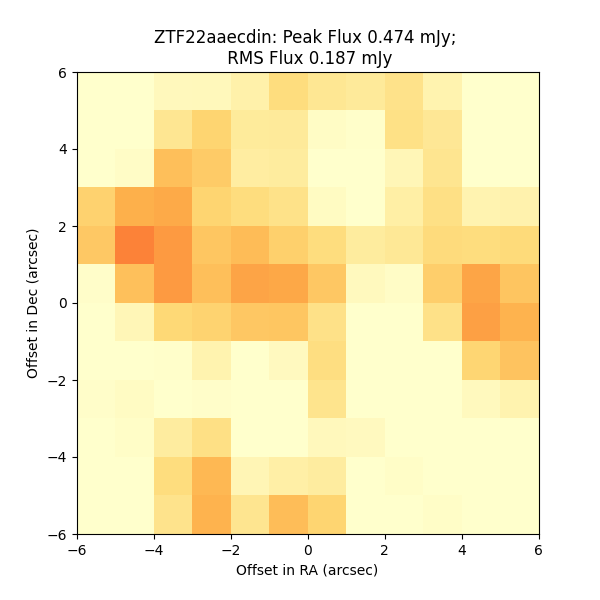 ZTF22aaecdin: Peak Flux 0.474 mJy;
RMS Flux 0.187 mJy
6
4
2
0
−2
−4
−6
Offset in Dec (arcsec)
−6 −4 −2 0 2 4 6
Offset in RA (arcsec)